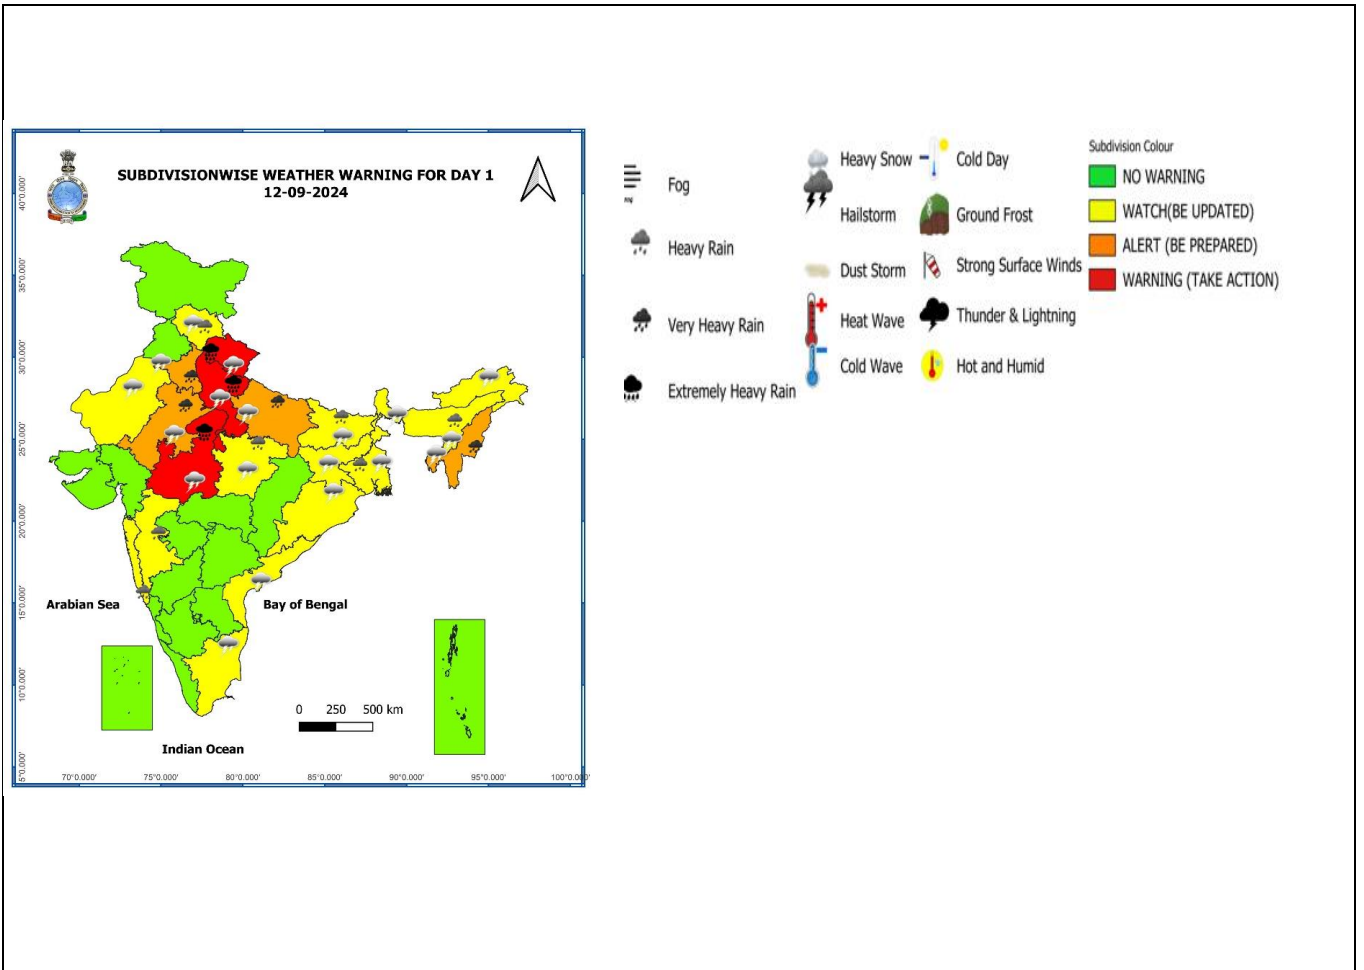 SUBDIVISIONWISE WEATHER WARNING FOR DAY 1
12-09-2024
40°0.000'
35°0.000'
30°0.000'
25°0.000'
20°0.000'
15°0.000'
10°0.000'
5°0.000'
Arabian Sea
Bay of Bengal
0 250 500 km
Indian Ocean
70°0.000' 75°0.000' 80°0.000' 85°0.000' 90°0.000' 95°0.000' 100°0.000'
Fog
Heavy Rain
Very Heavy Rain
Extremely Heavy Rain
Heavy Snow
Hailstorm
Dust Storm
Heat Wave
Cold Wave
Cold Day
Ground Frost
Strong Surface Winds
Thunder & Lightning
Hot and Humid
Subdivision Colour
NO WARNING
WATCH(BE UPDATED)
ALERT (BE PREPARED)
WARNING (TAKE ACTION)